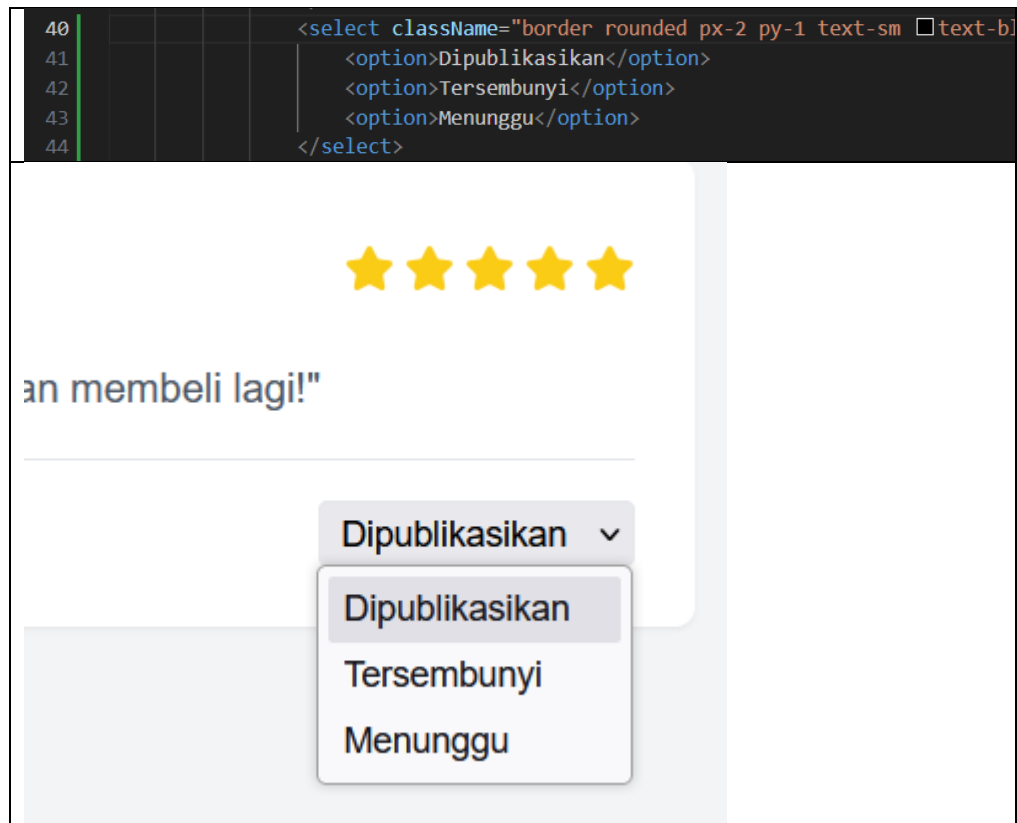 40 <select className="border rounded px-2 py-1 text-sm text-bl
41 <option>Dipublikasikan</option>
42 <option>Tersembunyi</option>
43 <option>Menunggu</option>
44 </select>
an membeli lagi!"
Dipublikasikan
Dipublikasikan
Tersembunyi
Menunggu